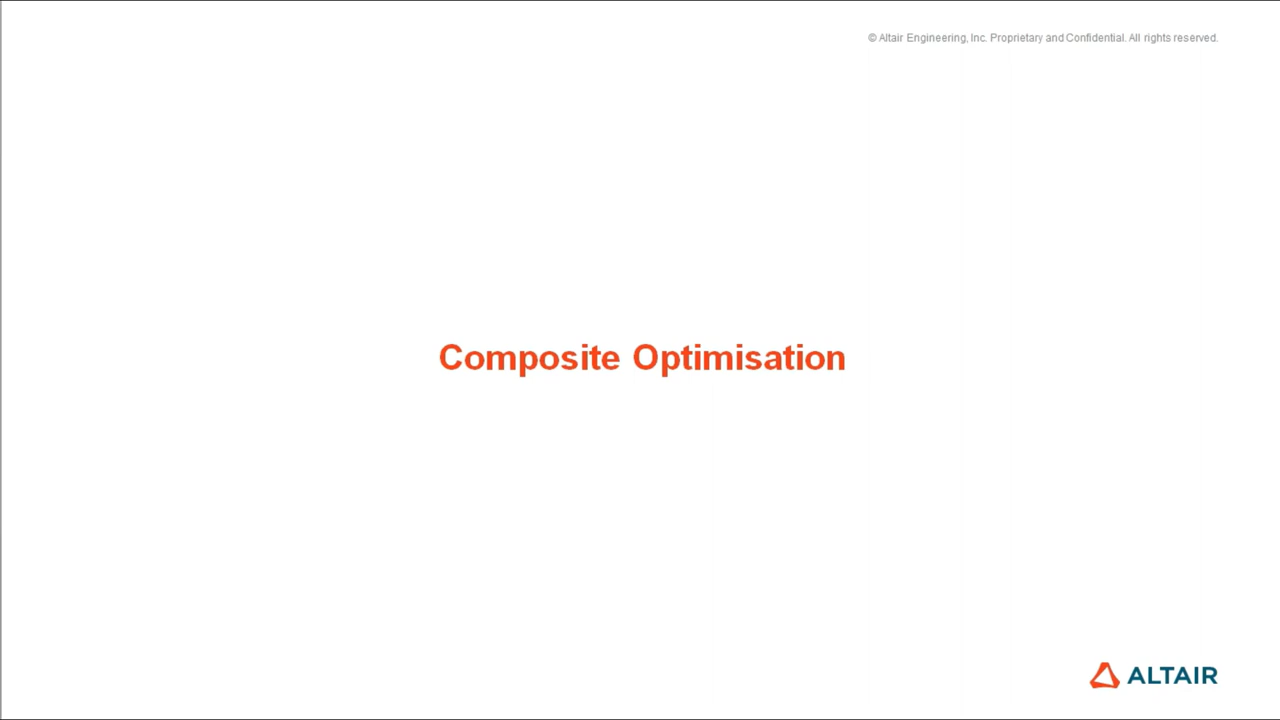 © Altair Engineering, Inc. Proprietary and Confidential. All rights reserved.
Composite Optimisation
ALTAIR